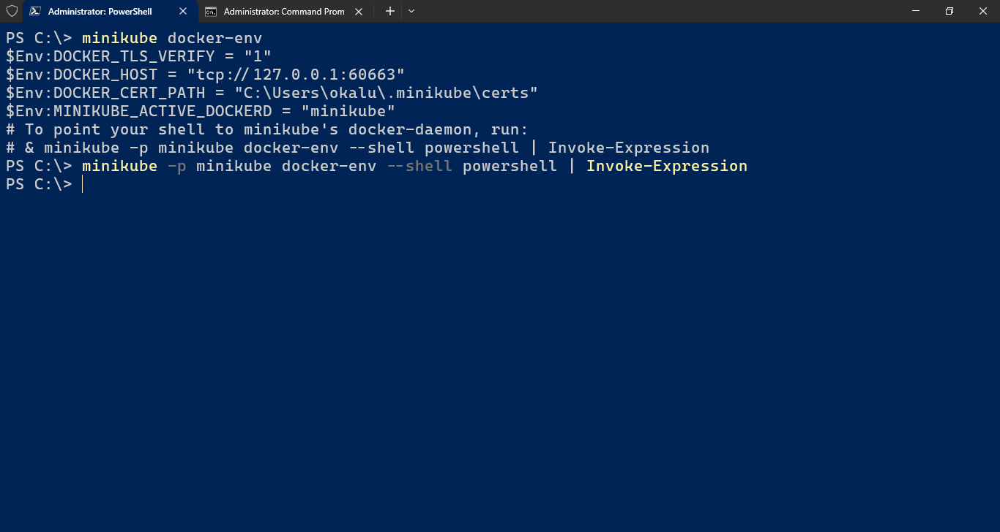 Administrator: PowerShell
Administrator: Command Prom
PS C:\> minikube docker-env
$Env:DOCKER_TLS_VERIFY = "1"
$Env:DOCKER_HOST = "tcp://127.0.0.1:60663"
$Env:DOCKER_CERT_PATH = "C:\Users\okalu\.minikube\certs"
$Env:MINIKUBE_ACTIVE_DOCKERD = "minikube"
# To point your shell to minikube's docker-daemon, run:
# & minikube -p minikube docker-env --shell powershell | Invoke-Expression
PS C:\> minikube -p minikube docker-env --shell powershell | Invoke-Expression
PS C:\>